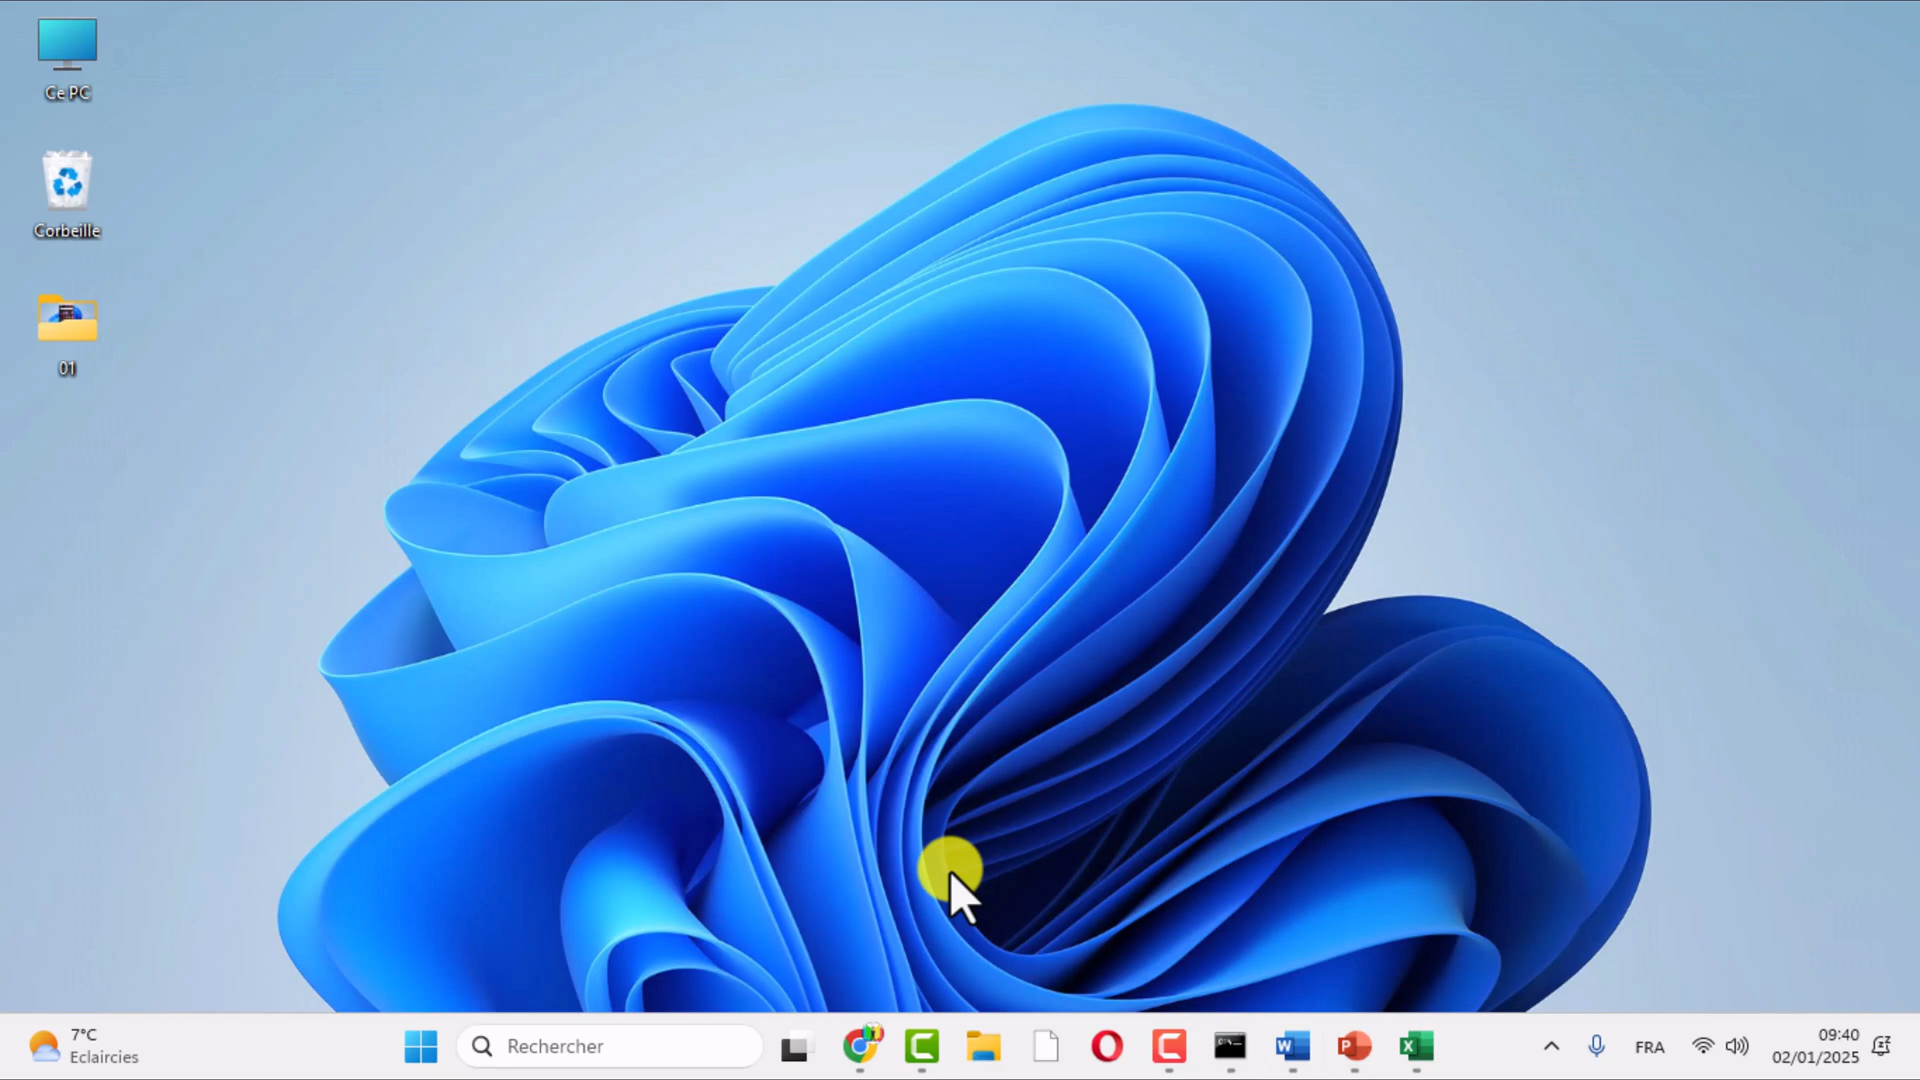 Ce PC
Corbeille
01
7°C
Eclaircies
Rechercher
FRA
09:40
02/01/2025